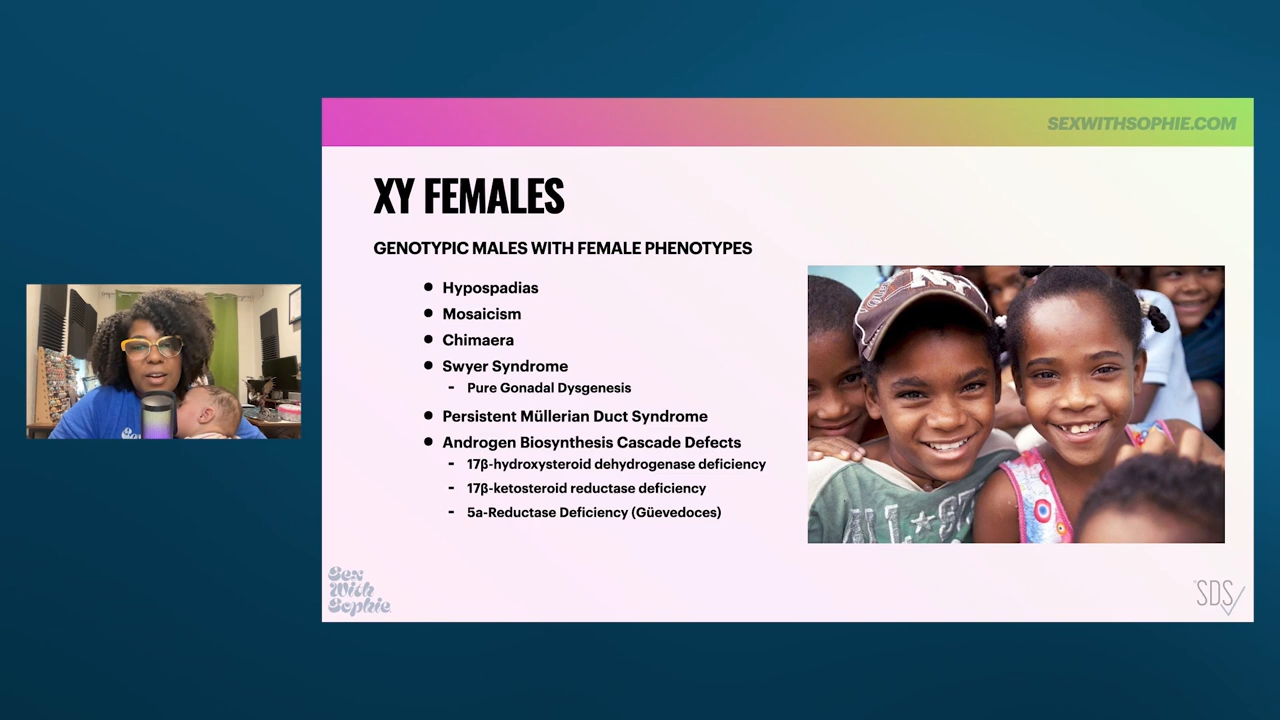 SEXWITHSOPHIE.COM
XY FEMALES
GENOTYPIC MALES WITH FEMALE PHENOTYPES
● Hypospadias
● Mosaicism
● Chimaera
● Swyer Syndrome
- Pure Gonadal Dysgenesis
● Persistent Müllerian Duct Syndrome
● Androgen Biosynthesis Cascade Defects
- 17β-hydroxysteroid dehydrogenase deficiency
- 17β-ketosteroid reductase deficiency
- 5a-Reductase Deficiency (Güevedoces)
NY
Sex
With
Sophie
SDS